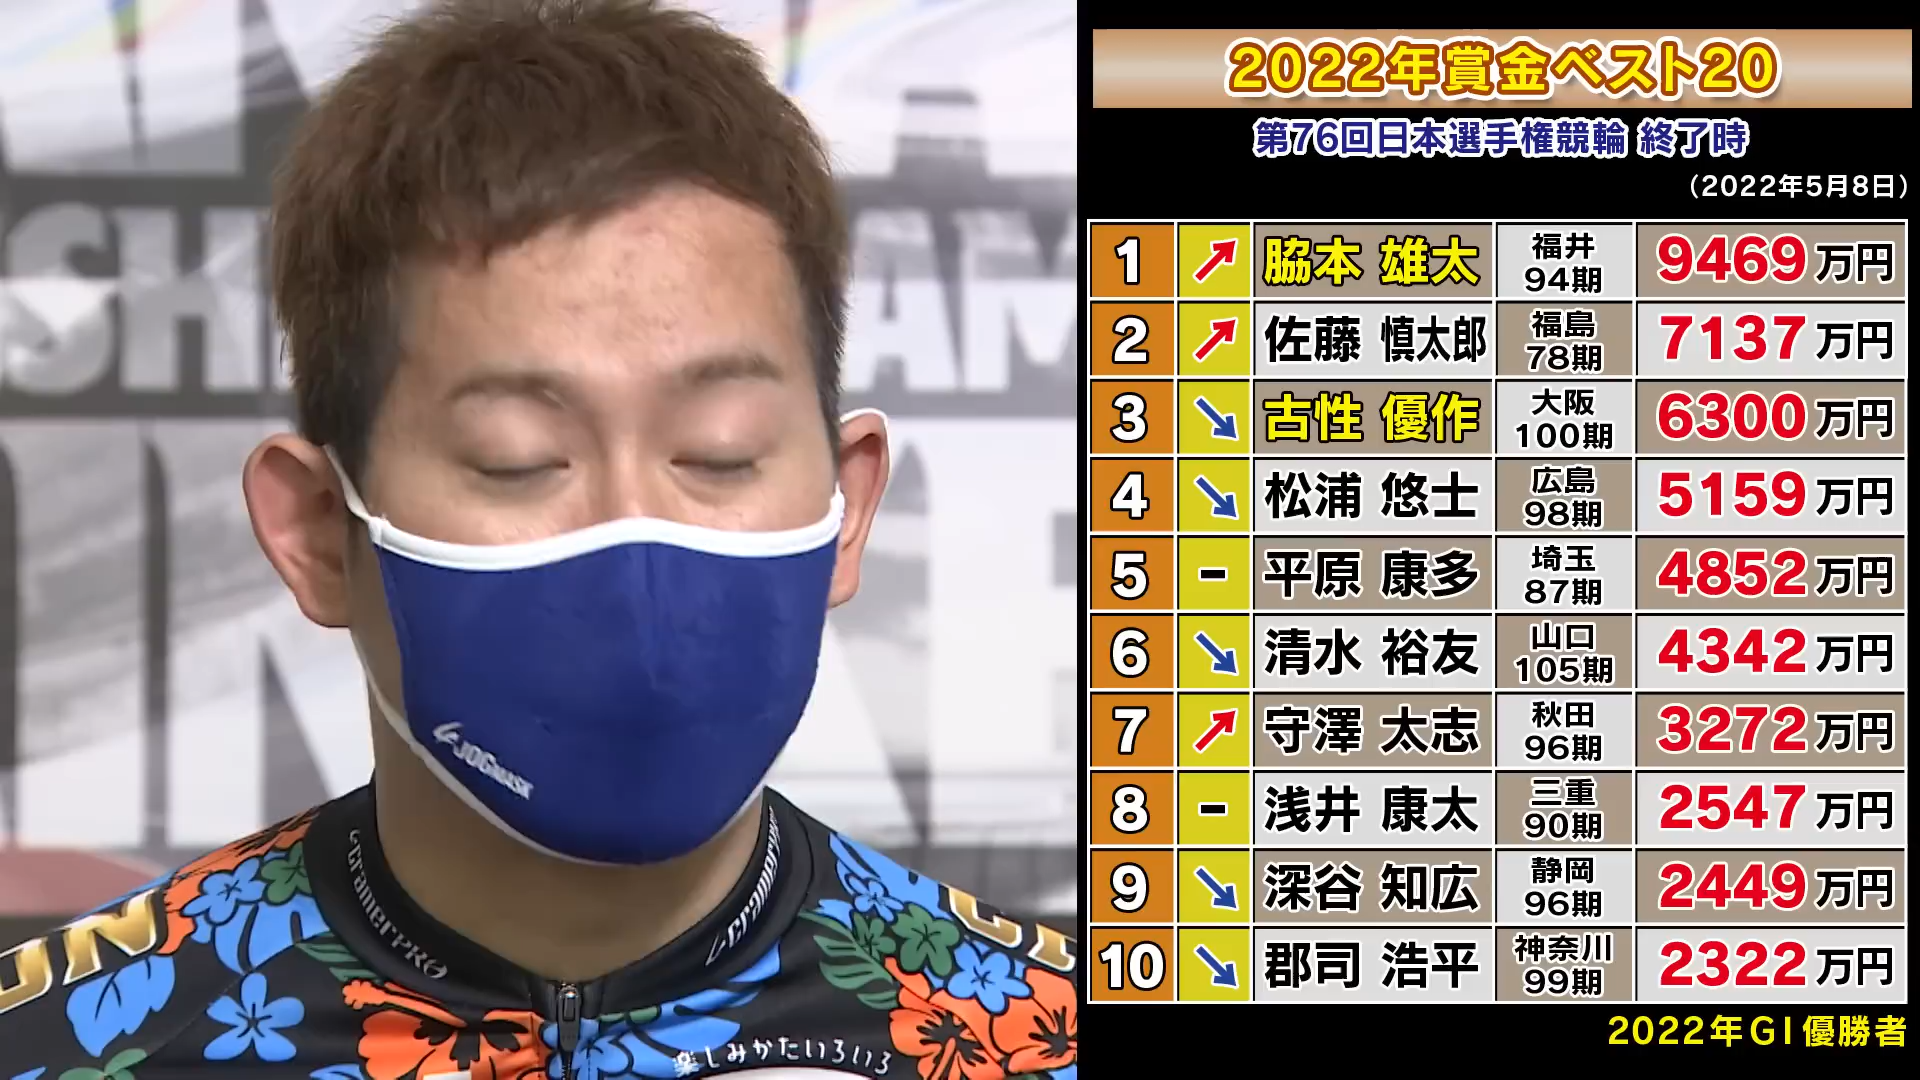 2022年賞金ベスト20
第76回日本選手権競輪 終了時
(2022年5月8日)
1 ↗ 脇本 雄太 福井 94期 9469万円
2 ↗ 佐藤 慎太郎 福島 78期 7137万円
3 ↘ 古性 優作 大阪 100期 6300万円
4 ↘ 松浦 悠士 広島 98期 5159万円
5 - 平原 康多 埼玉 87期 4852万円
6 ↘ 清水 裕友 山口 105期 4342万円
7 ↗ 守澤 太志 秋田 96期 3272万円
8 - 浅井 康太 三重 90期 2547万円
9 ↘ 深谷 知広 静岡 96期 2449万円
10 ↘ 郡司 浩平 神奈川 99期 2322万円
2022年GI優勝者
JOGMASK
cramerPRO
楽しみかたいろいろ